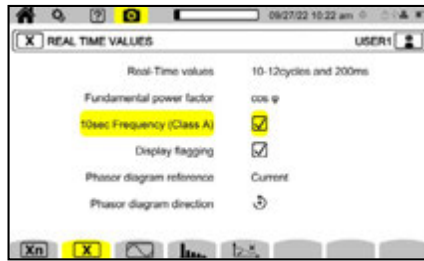 09/27/22 10:22 am
X REAL TIME VALUES USER1
Real-Time values 10-12cycles and 200ms
Fundamental power factor cos φ
10sec Frequency (Class A)
Display flagging
Phasor diagram reference Current
Phasor diagram direction
Xn X